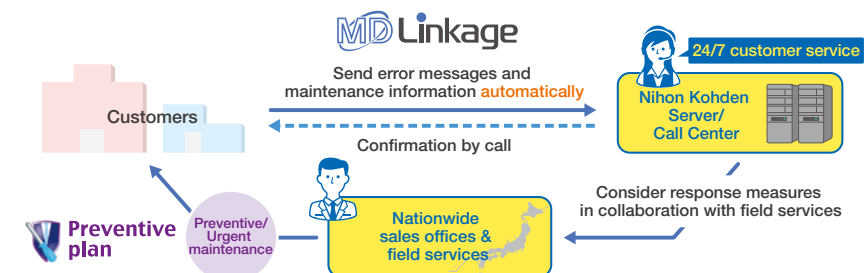 MD Linkage
24/7 customer service
Send error messages and
maintenance information automatically
Customers
Nihon Kohden
Server/
Call Center
Confirmation by call
Consider response measures
in collaboration with field services
Nationwide
sales offices &
field services
Preventive/
Urgent
maintenance
Preventive
plan